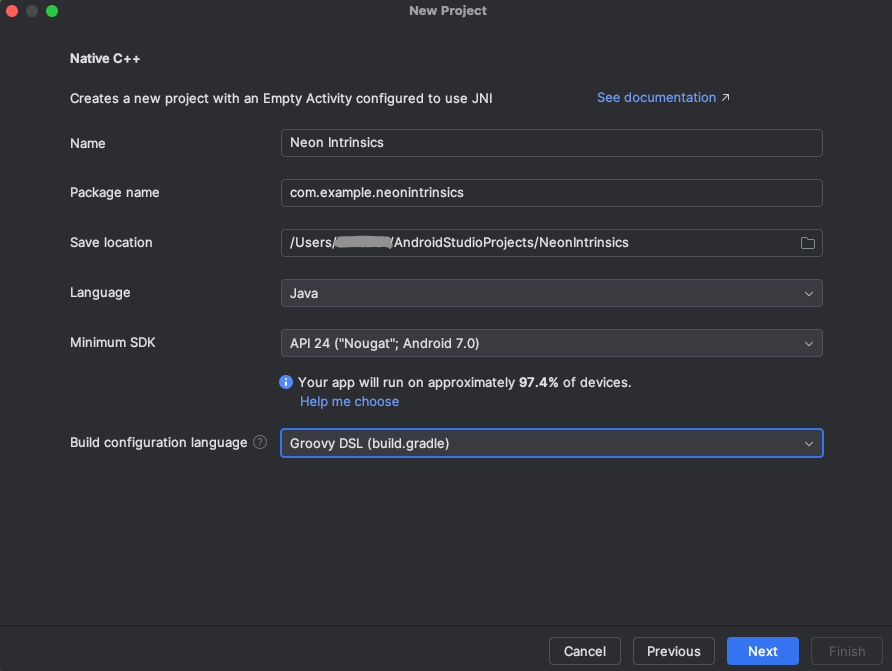 New Project
Native C++
Creates a new project with an Empty Activity configured to use JNI See documentation ↗
Name Neon Intrinsics
Package name com.example.neonintrinsics
Save location /Users/ /AndroidStudioProjects/NeonIntrinsics
Language Java
Minimum SDK API 24 ("Nougat"; Android 7.0)
Your app will run on approximately 97.4% of devices.
Help me choose
Build configuration language ? Groovy DSL (build.gradle)
Cancel Previous Next Finish